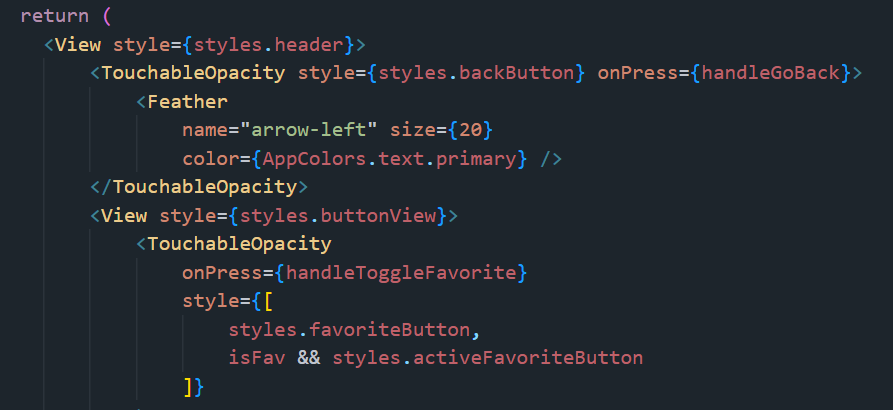 return (
<View style={styles.header}>
<TouchableOpacity style={styles.backButton} onPress={handleGoBack}>
<Feather
name="arrow-left" size={20}
color={AppColors.text.primary} />
</TouchableOpacity>
<View style={styles.buttonView}>
<TouchableOpacity
onPress={handleToggleFavorite}
style={[
styles.favoriteButton,
isFav && styles.activeFavoriteButton
]}